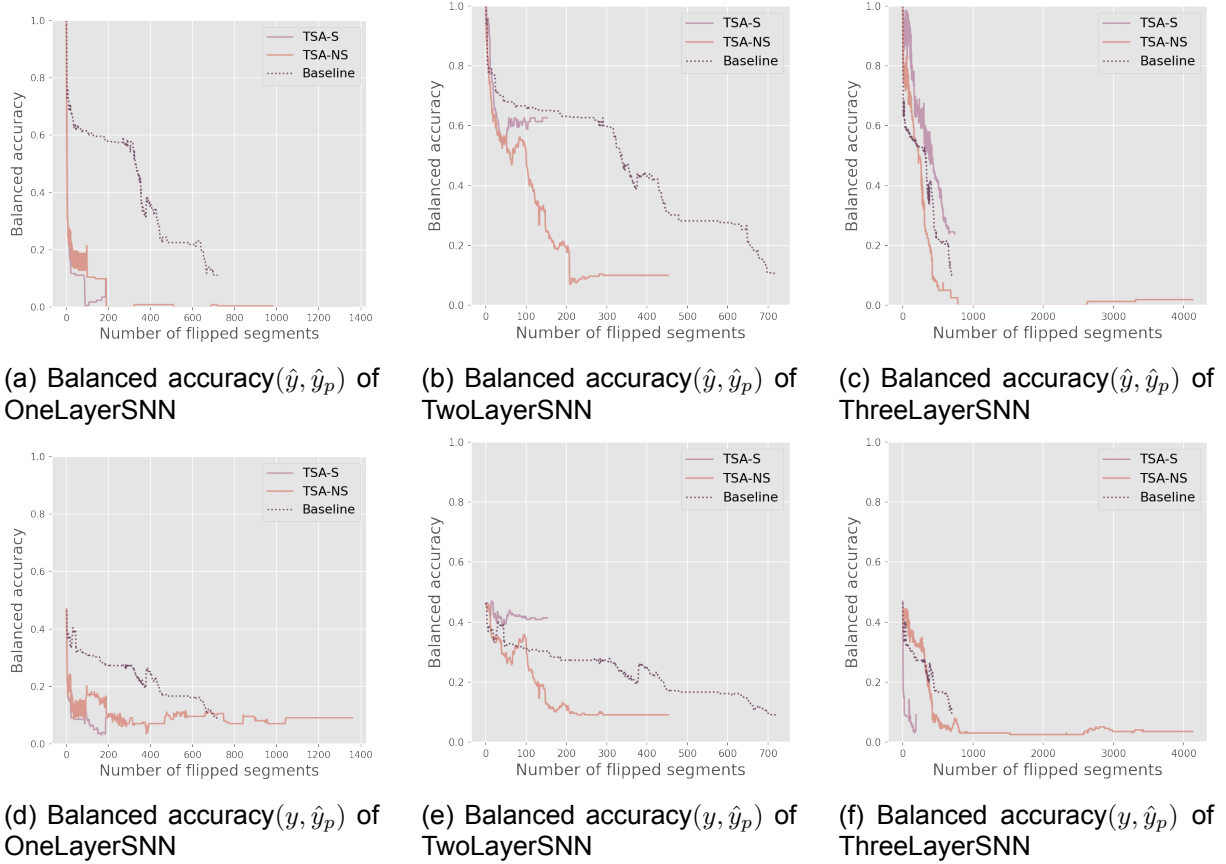 TSA-S
TSA-NS
Baseline
Balanced accuracy
1.0
0.8
0.6
0.4
0.2
0.0
0 200 400 600 800 1000 1200 1400
Number of flipped segments
(a) Balanced accuracy(ŷ, ŷₚ) of
OneLayerSNN
TSA-S
TSA-NS
Baseline
Balanced accuracy
1.0
0.8
0.6
0.4
0.2
0.0
0 100 200 300 400 500 600 700
Number of flipped segments
(b) Balanced accuracy(ŷ, ŷₚ) of
TwoLayerSNN
TSA-S
TSA-NS
Baseline
Balanced accuracy
1.0
0.8
0.6
0.4
0.2
0.0
0 1000 2000 3000 4000
Number of flipped segments
(c) Balanced accuracy(ŷ, ŷₚ) of
ThreeLayerSNN
TSA-S
TSA-NS
Baseline
Balanced accuracy
1.0
0.8
0.6
0.4
0.2
0.0
0 200 400 600 800 1000 1200 1400
Number of flipped segments
(d) Balanced accuracy(y, ŷₚ) of
OneLayerSNN
TSA-S
TSA-NS
Baseline
Balanced accuracy
1.0
0.8
0.6
0.4
0.2
0.0
0 100 200 300 400 500 600 700
Number of flipped segments
(e) Balanced accuracy(y, ŷₚ) of
TwoLayerSNN
TSA-S
TSA-NS
Baseline
Balanced accuracy
1.0
0.8
0.6
0.4
0.2
0.0
0 1000 2000 3000 4000
Number of flipped segments
(f) Balanced accuracy(y, ŷₚ) of
ThreeLayerSNN